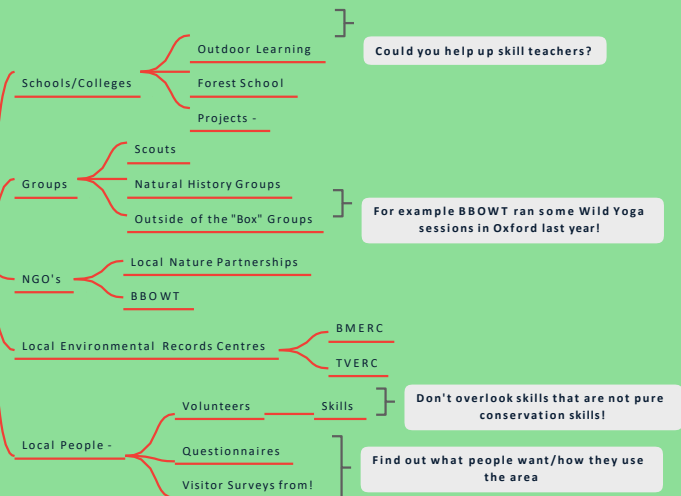 Outdoor Learning
Could you help up skill teachers?
Schools/Colleges
Forest School
Projects -
Scouts
Groups
Natural History Groups
Outside of the "Box" Groups
For example BBOWT ran some Wild Yoga
sessions in Oxford last year!
Local Nature Partnerships
NGO's
BBOWT
BMERC
Local Environmental Records Centres
TVERC
Volunteers
Skills
Don't overlook skills that are not pure
conservation skills!
Local People -
Questionnaires
Find out what people want/how they use
the area
Visitor Surveys from!